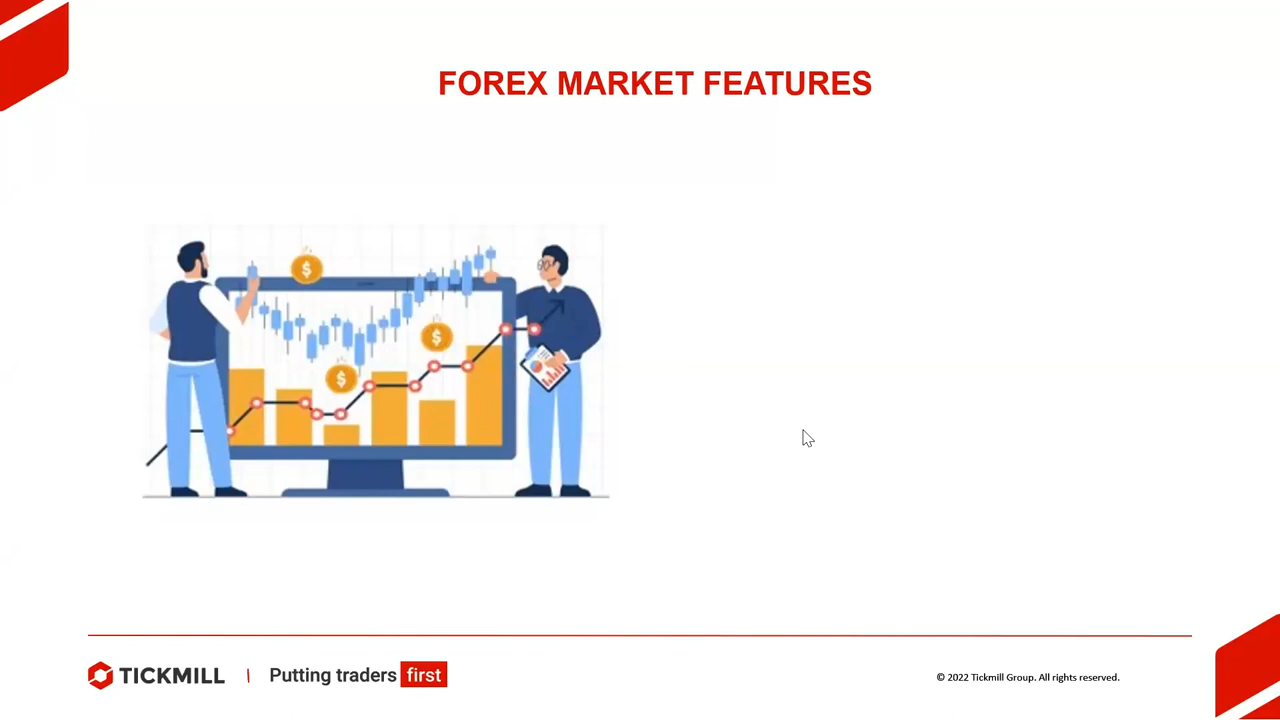 FOREX MARKET FEATURES
$
$
$
TICKMILL | Putting traders first
© 2022 Tickmill Group. All rights reserved.